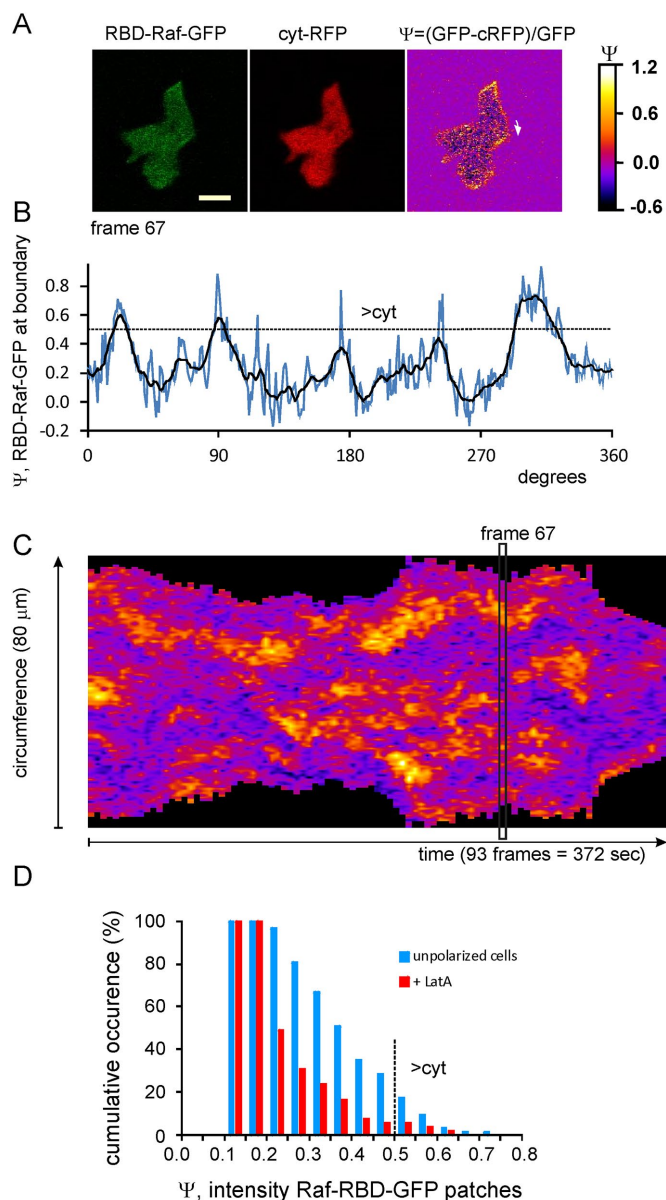 A
RBD-Raf-GFP
cyt-RFP
Ψ=(GFP-cRFP)/GFP
Ψ
1.2
0.6
0.0
-0.6
frame 67
B
Ψ, RBD-Raf-GFP at boundary
0.8
0.6
0.4
0.2
0.0
-0.2
>cyt
0
90
180
270
360
degrees
C
frame 67
circumference (80 μm)
time (93 frames = 372 sec)
D
cumulative occurence (%)
100
80
60
40
20
0
unpolarized cells
+ LatA
>cyt
0.0
0.1
0.2
0.3
0.4
0.5
0.6
0.7
0.8
Ψ, intensity Raf-RBD-GFP patches